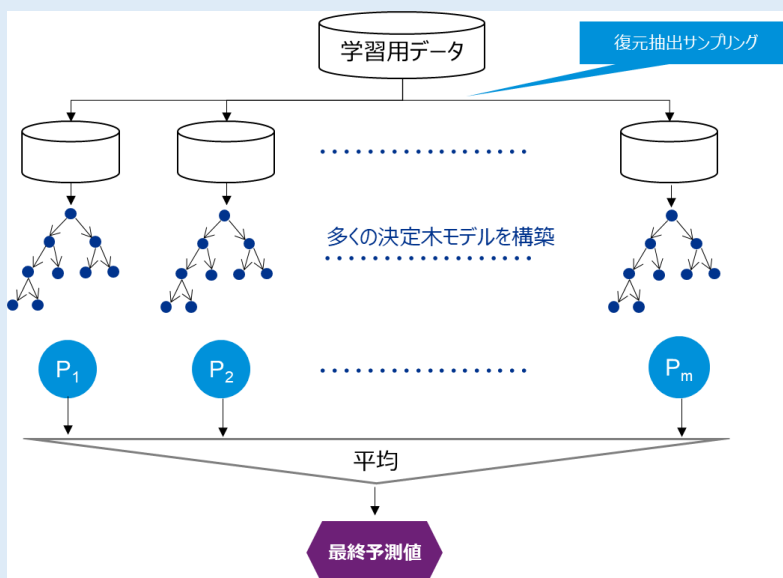 学習用データ
復元抽出サンプリング
多くの決定木モデルを構築
P1
P2
Pm
平均
最終予測値